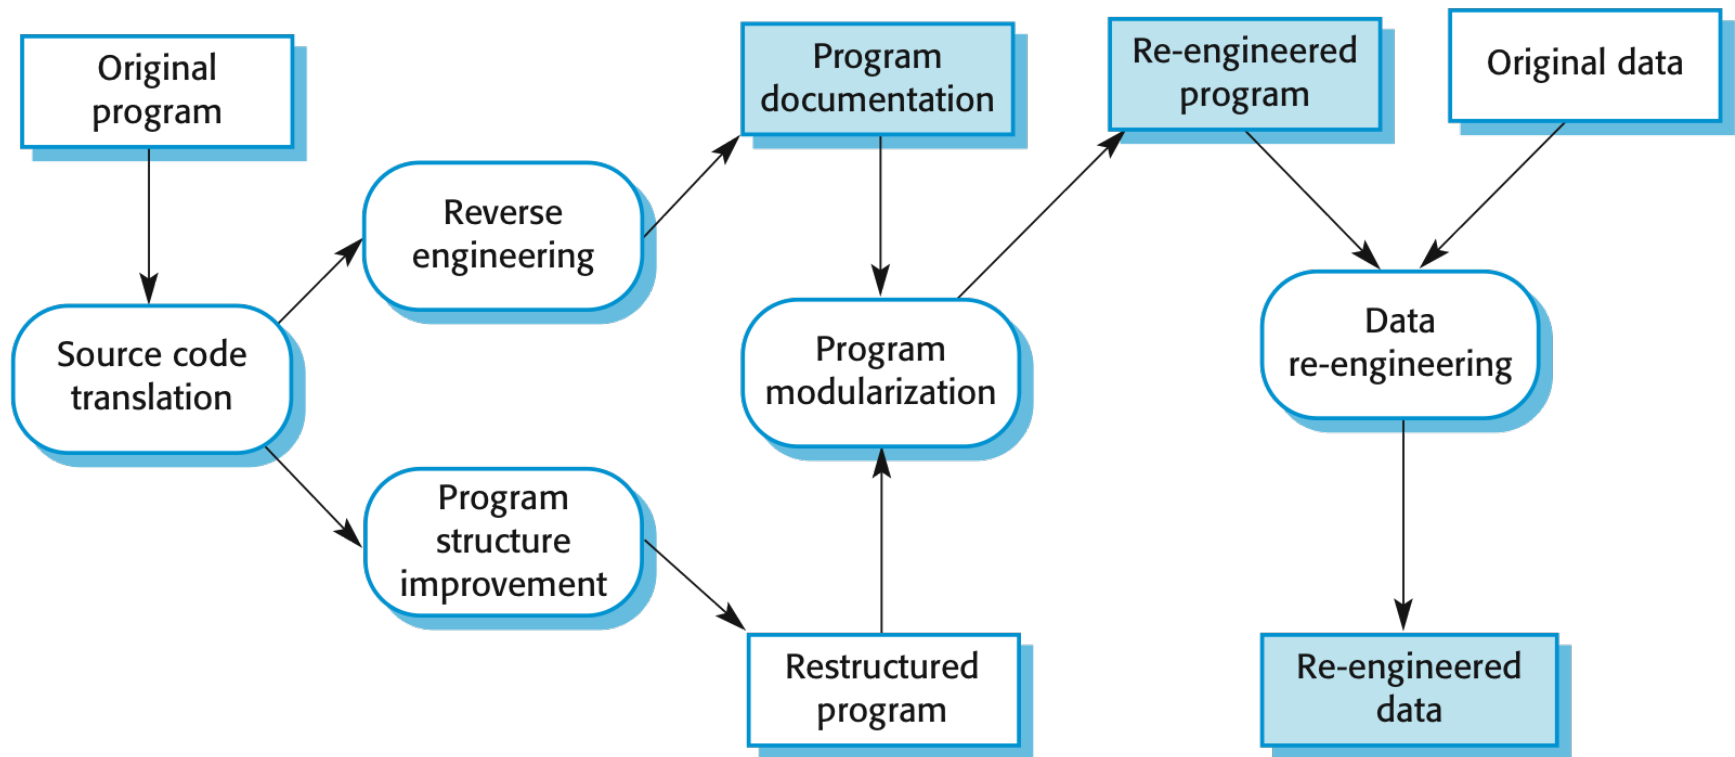 Original
program
Program
documentation
Re-engineered
program
Original data
Reverse
engineering
Source code
translation
Program
modularization
Data
re-engineering
Program
structure
improvement
Restructured
program
Re-engineered
data